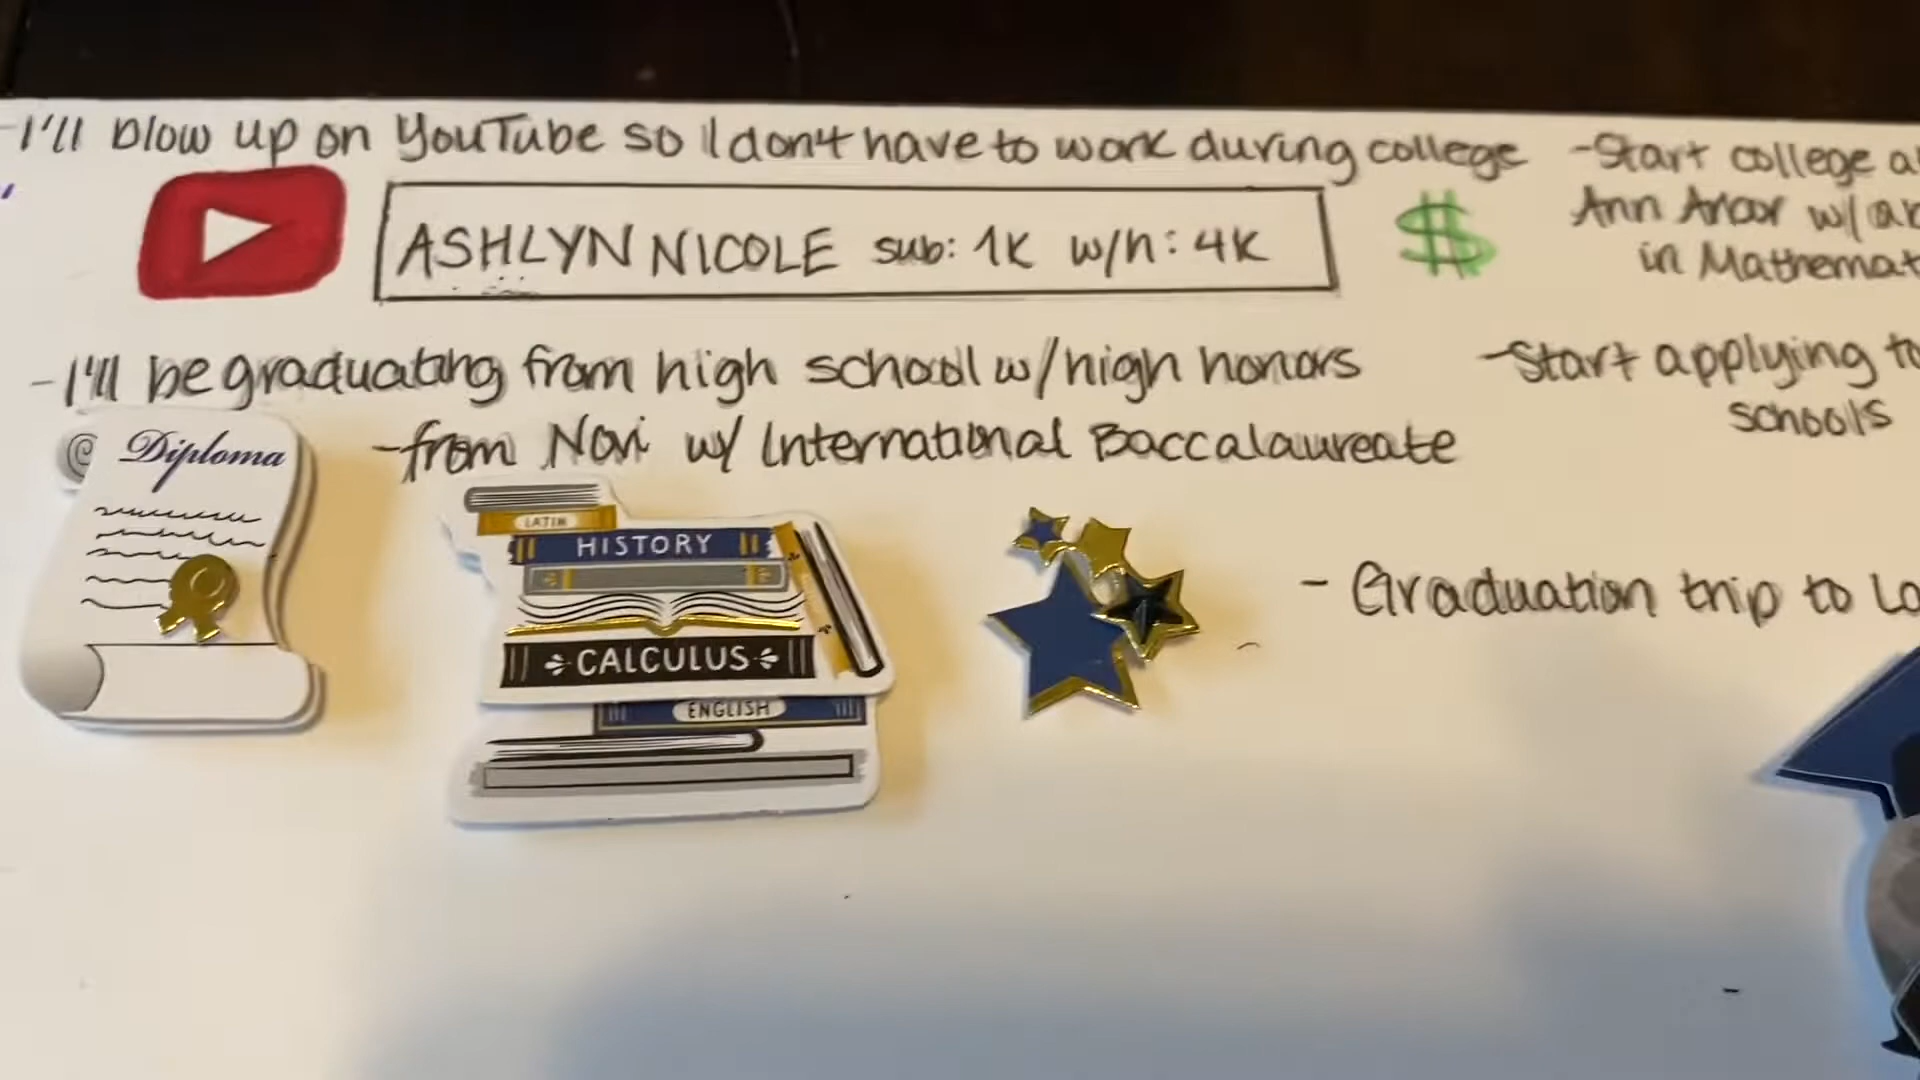 -I'll blow up on YouTube so I don't have to work during college
ASHLYN NICOLE sub: 1K w/h: 4K
$
-I'll be graduating from high school w/high honors
-from Novi w/ International Baccalaureate
Diploma
LATIN
HISTORY
CALCULUS
ENGLISH
-Start college
Ann Arbor w/
in
-Start applying to
schools
- Graduation trip to